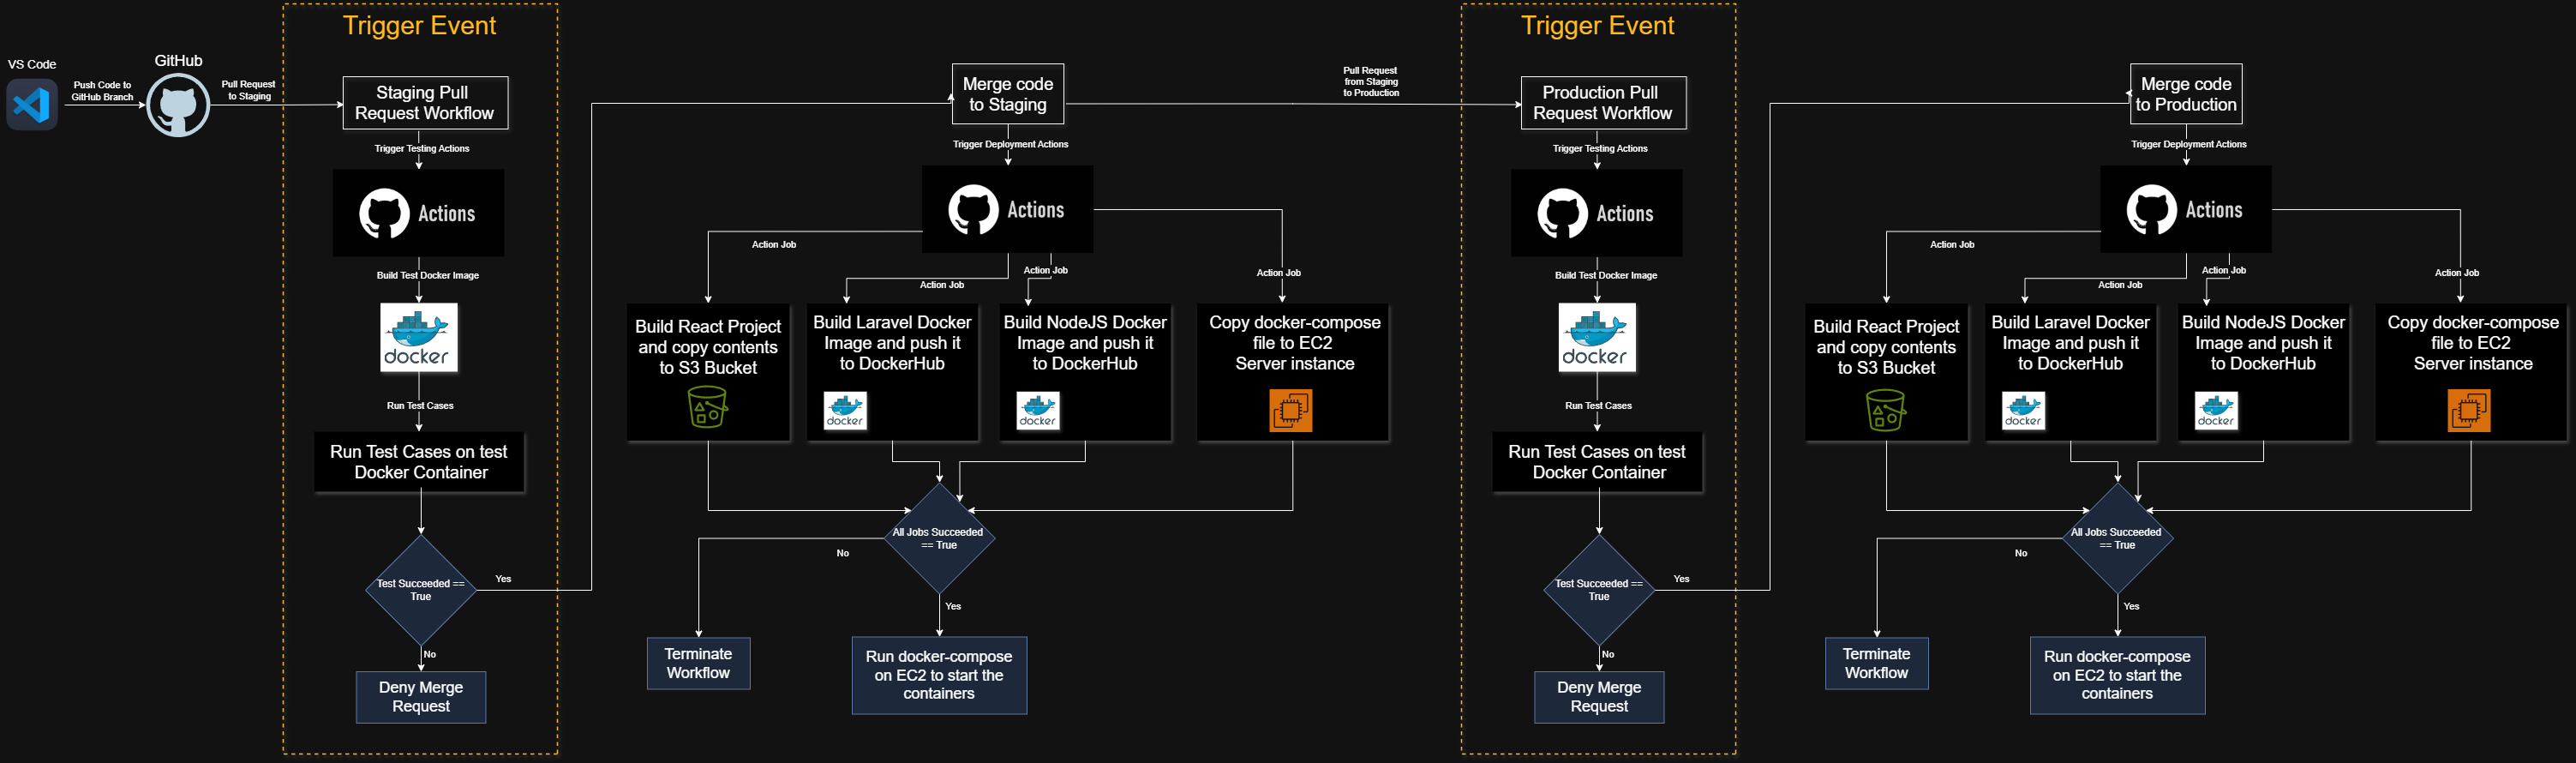 VS Code
Push Code to
GitHub Branch
GitHub
Pull Request
to Staging
Trigger Event
Staging Pull
Request Workflow
Trigger Testing Actions
Actions
Build Test Docker Image
docker
Run Test Cases
Run Test Cases on test
Docker Container
Test Succeeded ==
True
Yes
No
Deny Merge
Request
Merge code
to Staging
Trigger Deployment Actions
Actions
Action Job
Action Job
Action Job
Action Job
Build React Project
and copy contents
to S3 Bucket
Build Laravel Docker
Image and push it
to DockerHub
docker
Build NodeJS Docker
Image and push it
to DockerHub
docker
Copy docker-compose
file to EC2
Server instance
All Jobs Succeeded
== True
No
Yes
Terminate
Workflow
Run docker-compose
on EC2 to start the
containers
Pull Request
from Staging
to Production
Trigger Event
Production Pull
Request Workflow
Trigger Testing Actions
Actions
Build Test Docker Image
docker
Run Test Cases
Run Test Cases on test
Docker Container
Test Succeeded ==
True
Yes
No
Deny Merge
Request
Merge code
to Production
Trigger Deployment Actions
Actions
Action Job
Action Job
Action Job
Action Job
Build React Project
and copy contents
to S3 Bucket
Build Laravel Docker
Image and push it
to DockerHub
docker
Build NodeJS Docker
Image and push it
to DockerHub
docker
Copy docker-compose
file to EC2
Server instance
All Jobs Succeeded
== True
No
Yes
Terminate
Workflow
Run docker-compose
on EC2 to start the
containers